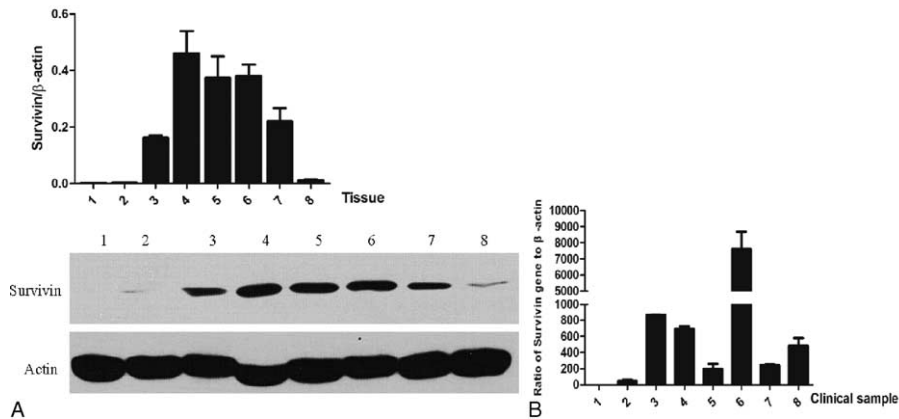 Survivin/β-actin
0.6
0.4
0.2
0.0
1 2 3 4 5 6 7 8
Tissue
1 2 3 4 5 6 7 8
Survivin
Actin
A
Ratio of Survivin gene to β -actin
10000
9000
8000
7000
6000
5000
1000
800
600
400
200
0
1 2 3 4 5 6 7 8
Clinical sample
B